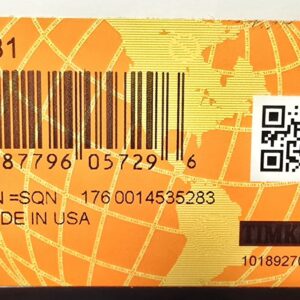 31
87796 05729 6
N =SQN 176 0014535283
DE IN USA
TIMK
1018927